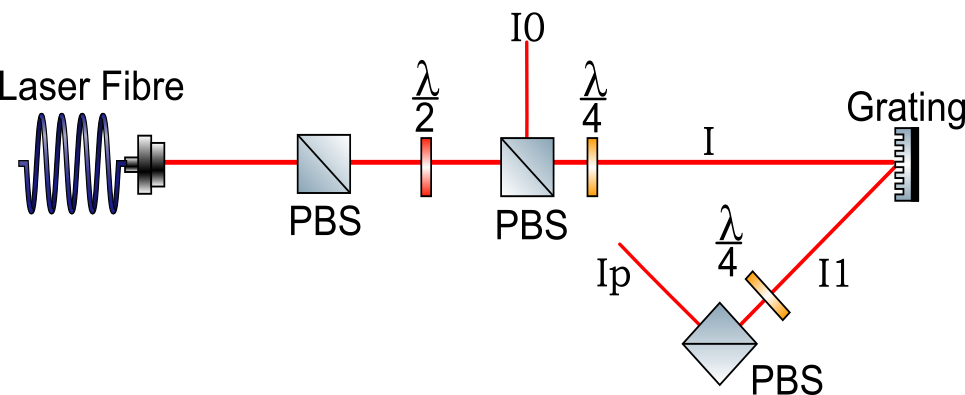 I0
Laser Fibre
λ/2
λ/4
Grating
I
PBS
PBS
λ/4
Ip
I1
PBS